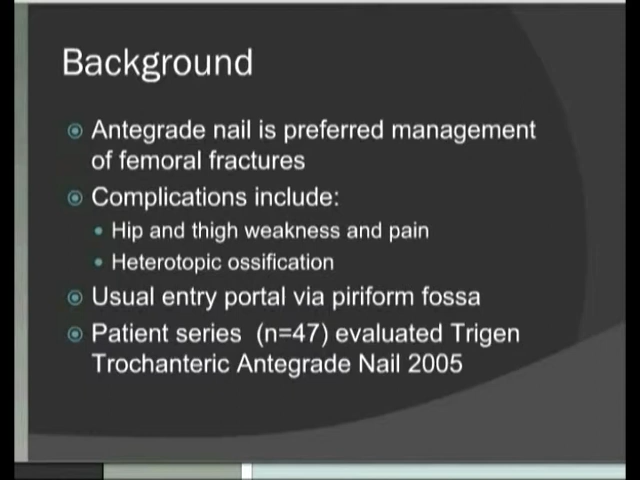 Background
Antegrade nail is preferred management
of femoral fractures
Complications include:
Hip and thigh weakness and pain
Heterotopic ossification
Usual entry portal via piriform fossa
Patient series (n=47) evaluated Trigen
Trochanteric Antegrade Nail 2005